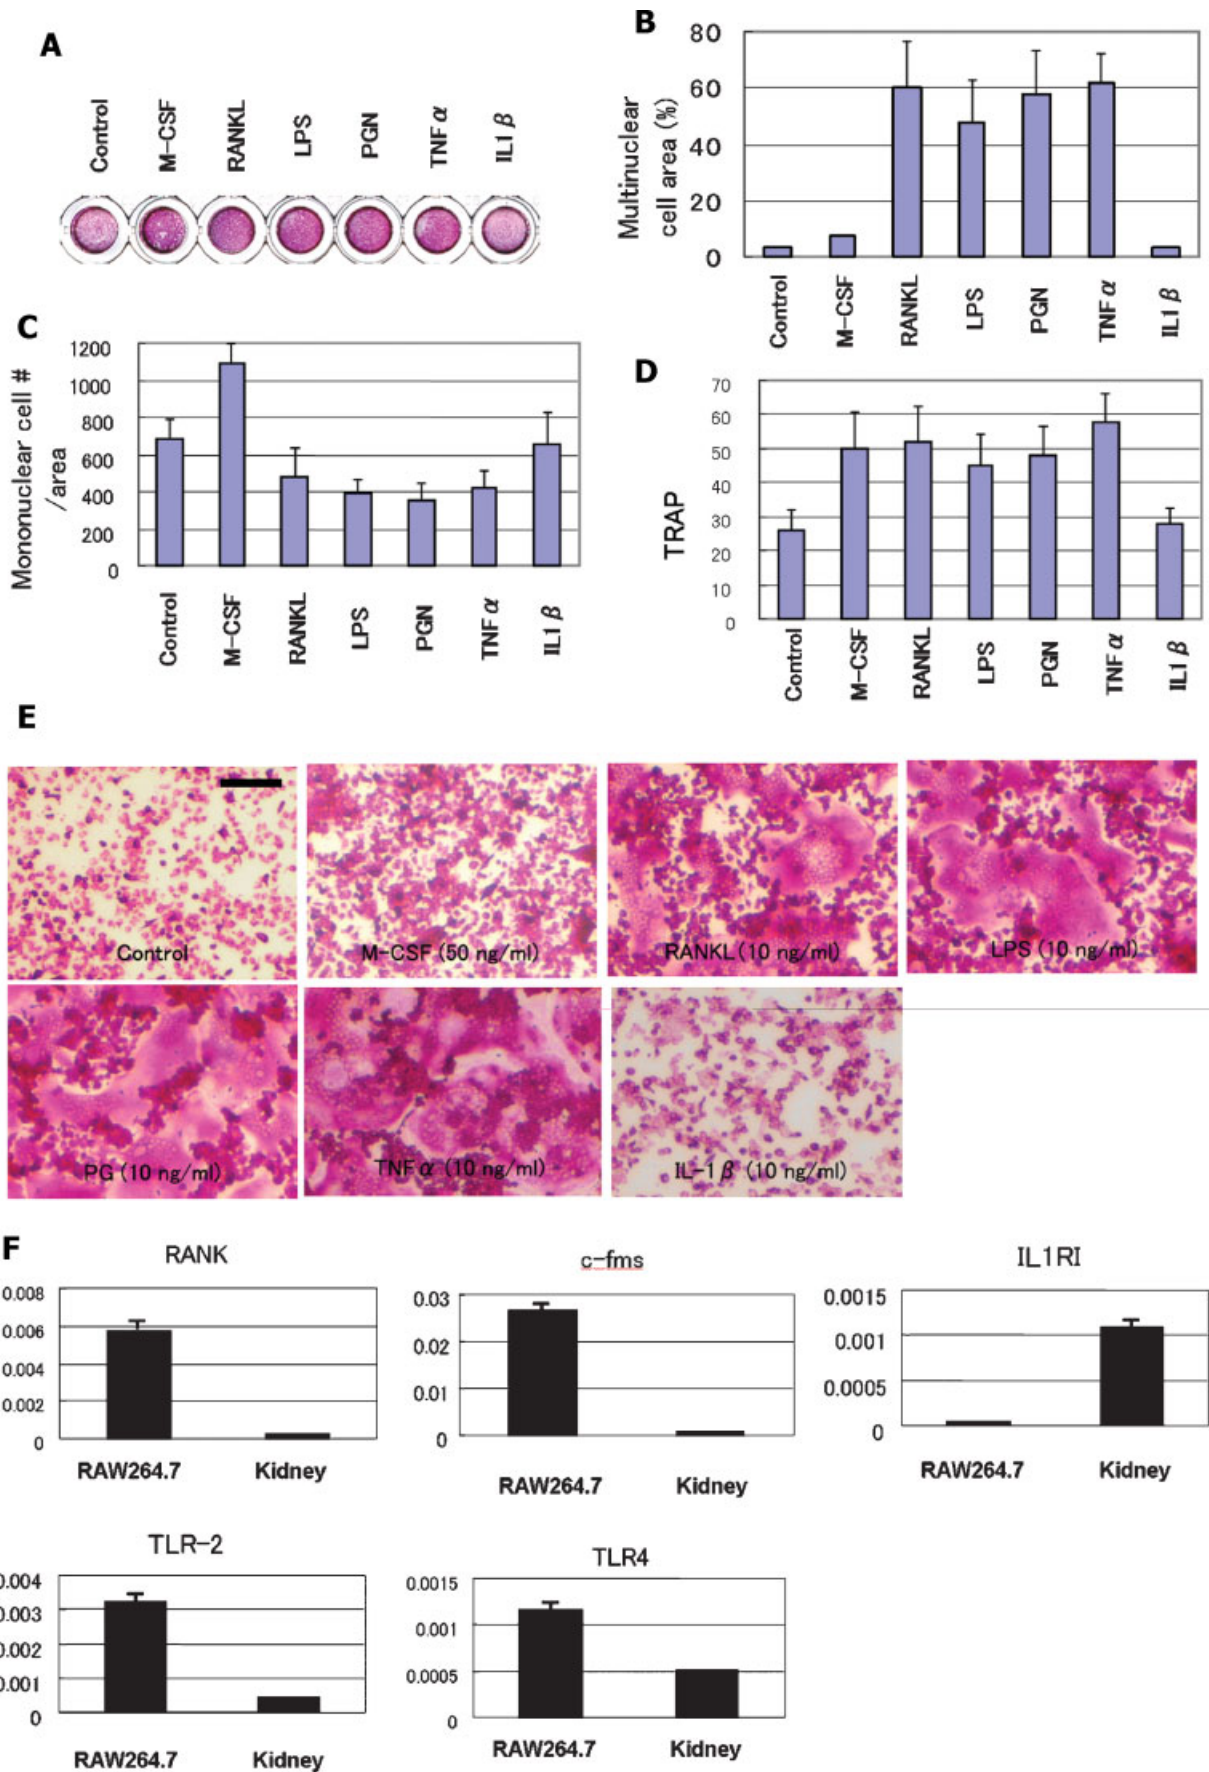 A
Control
M-CSF
RANKL
LPS
PGN
TNFα
IL1β
B
Multinuclear
cell area (%)
80
60
40
20
0
Control
M-CSF
RANKL
LPS
PGN
TNFα
IL1β
C
Mononuclear cell #
/area
1200
1000
800
600
400
200
0
Control
M-CSF
RANKL
LPS
PGN
TNFα
IL1β
D
TRAP
70
60
50
40
30
20
10
0
Control
M-CSF
RANKL
LPS
PGN
TNFα
IL1β
E
Control
M-CSF (50 ng/ml)
RANKL (10 ng/ml)
LPS (10 ng/ml)
PG (10 ng/ml)
TNFα (10 ng/ml)
IL-1β (10 ng/ml)
F
RANK
0.008
0.006
0.004
0.002
0
RAW264.7 Kidney
c-fms
0.03
0.02
0.01
0
RAW264.7 Kidney
IL1RI
0.0015
0.001
0.0005
0
RAW264.7 Kidney
TLR-2
0.004
0.003
0.002
0.001
0
RAW264.7 Kidney
TLR4
0.0015
0.001
0.0005
0
RAW264.7 Kidney